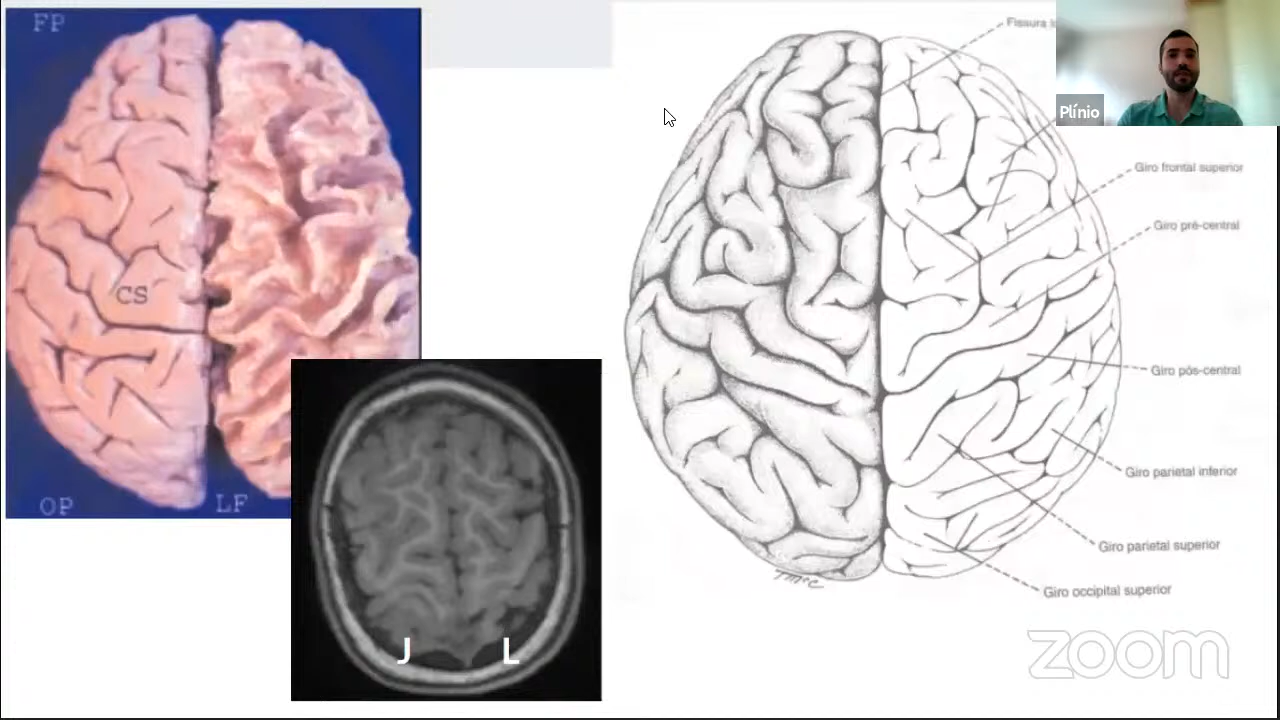 FP
CS
OP
LF
J
L
Fissura
Plínio
Giro frontal superior
Giro pré-central
Giro pós-central
Giro parietal inferior
Giro parietal superior
Giro occipital superior
zoom